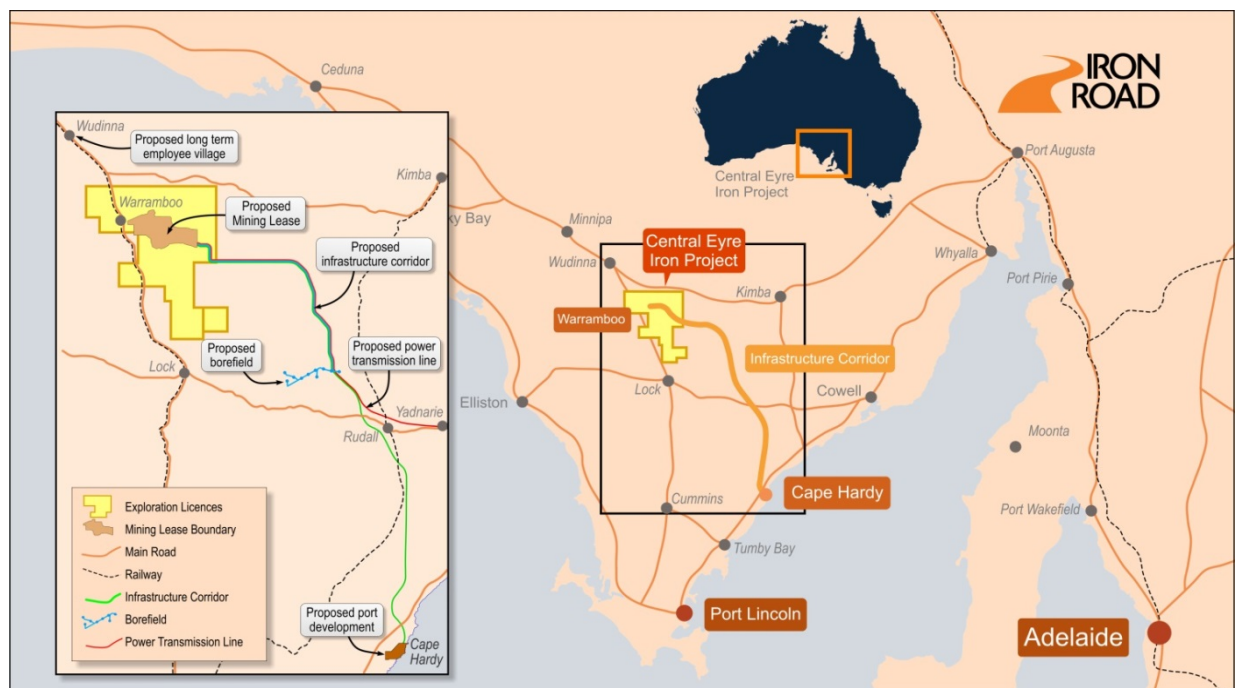 Ceduna
IRON
ROAD
Central Eyre
Iron Project
Port Augusta
ky Bay
Minnipa
Wudinna
Central Eyre
Iron Project
Kimba
Whyalla
Port Pirie
Warramboo
Infrastructure Corridor
Lock
Cowell
Elliston
Moonta
Cummins
Cape Hardy
Port Wakefield
Tumby Bay
Port Lincoln
Adelaide
Wudinna
Proposed long term
employee village
Kimba
Warramboo
Proposed
Mining Lease
Proposed
infrastructure corridor
Proposed
borefield
Proposed power
transmission line
Lock
Yadnarie
Rudall
Exploration Licences
Mining Lease Boundary
Main Road
Railway
Infrastructure Corridor
Borefield
Power Transmission Line
Proposed port
development
Cape
Hardy